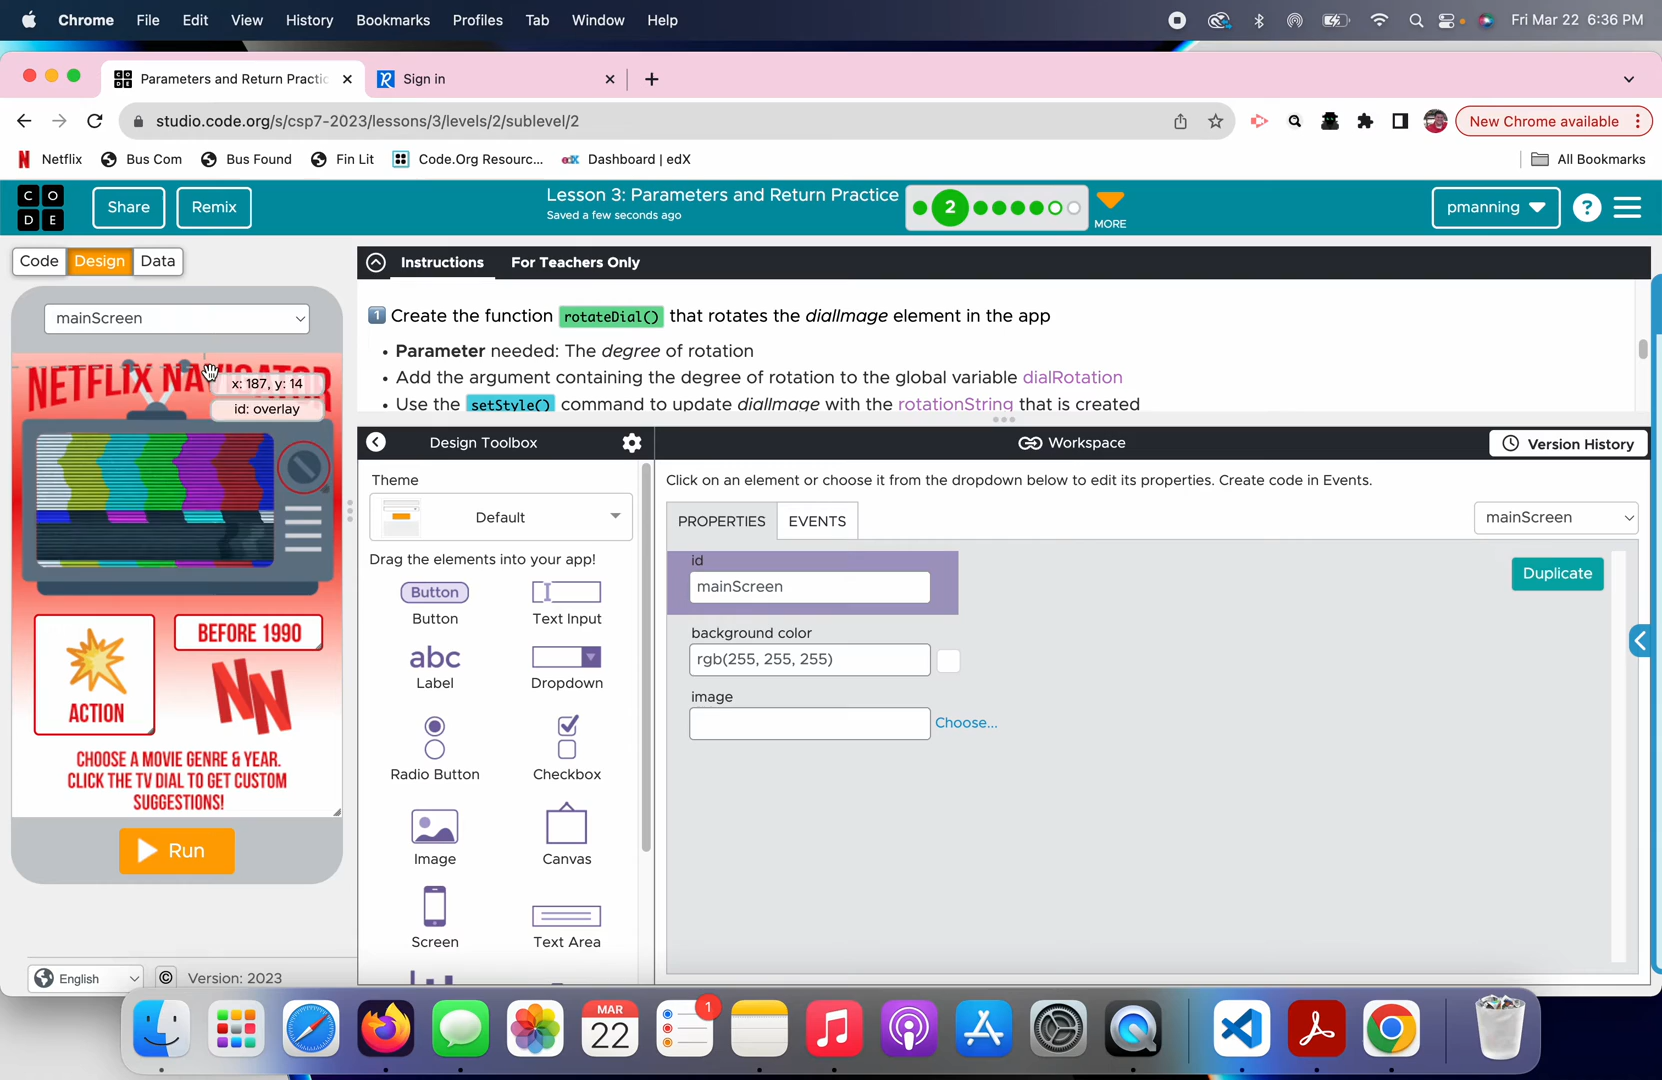 Chrome File Edit View History Bookmarks Profiles Tab Window Help Fri Mar 22 6:36 PM
Parameters and Return Practic Sign in
studio.code.org/s/csp7-2023/lessons/3/levels/2/sublevel/2 New Chrome available
Netflix Bus Com Bus Found Fin Lit Code.Org Resourc... edX Dashboard | edX All Bookmarks
C O D E Share Remix Lesson 3: Parameters and Return Practice 2 MORE pmanning ?
Saved a few seconds ago
Code Design Data
Instructions For Teachers Only
mainScreen
1 Create the function rotateDial() that rotates the dialImage element in the app
• Parameter needed: The degree of rotation
• Add the argument containing the degree of rotation to the global variable dialRotation
• Use the setStyle() command to update dialImage with the rotationString that is created
NETFLIX NAVIGATOR
x: 187, y: 14
id: overlay
Design Toolbox Workspace Version History
Theme
Default
Click on an element or choose it from the dropdown below to edit its properties. Create code in Events.
PROPERTIES EVENTS mainScreen
Drag the elements into your app!
id
mainScreen
Duplicate
Button
Button Text Input
background color
rgb(255, 255, 255)
abc
Label Dropdown
image
Choose...
Radio Button Checkbox
Image Canvas
Screen Text Area
BEFORE 1990
ACTION
CHOOSE A MOVIE GENRE & YEAR.
CLICK THE TV DIAL TO GET CUSTOM
SUGGESTIONS!
Run
English © Version: 2023
MAR
22
1